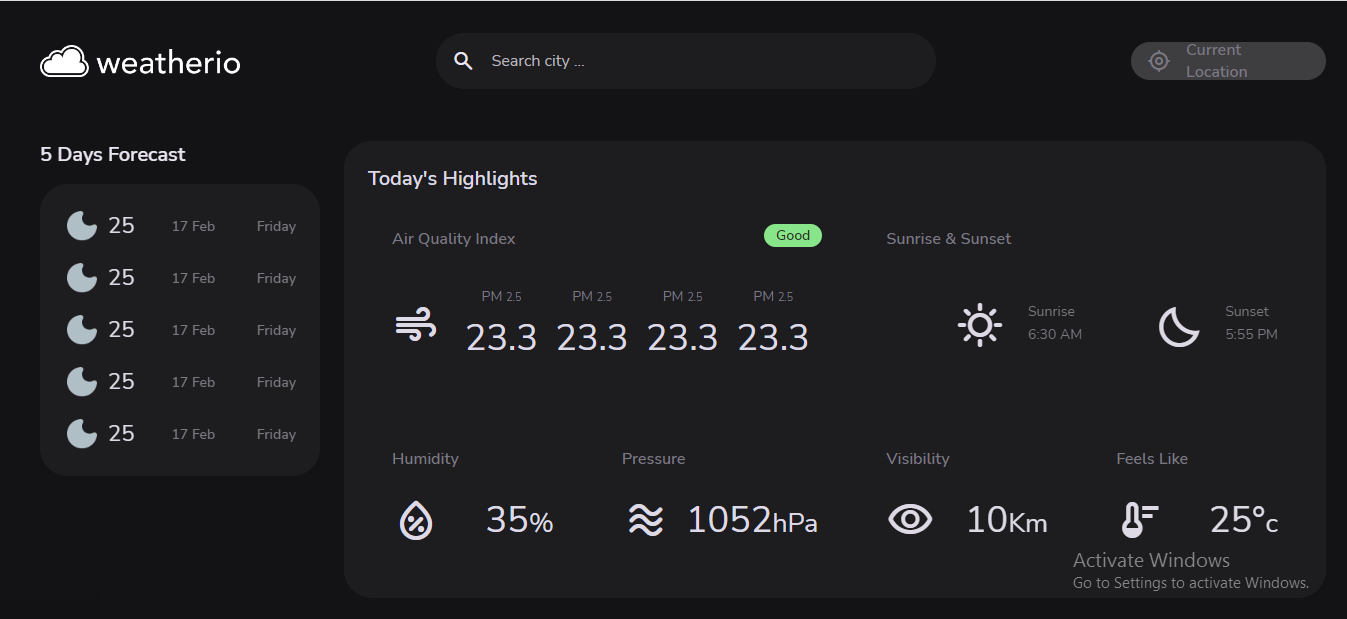 weatherio
Search city ...
Current
Location
5 Days Forecast
25 17 Feb Friday
25 17 Feb Friday
25 17 Feb Friday
25 17 Feb Friday
25 17 Feb Friday
Today's Highlights
Air Quality Index Good
PM 2.5 PM 2.5 PM 2.5 PM 2.5
23.3 23.3 23.3 23.3
Sunrise & Sunset
Sunrise
6:30 AM
Sunset
5:55 PM
Humidity
35%
Pressure
1052hPa
Visibility
10Km
Feels Like
25°c
Activate Windows
Go to Settings to activate Windows.